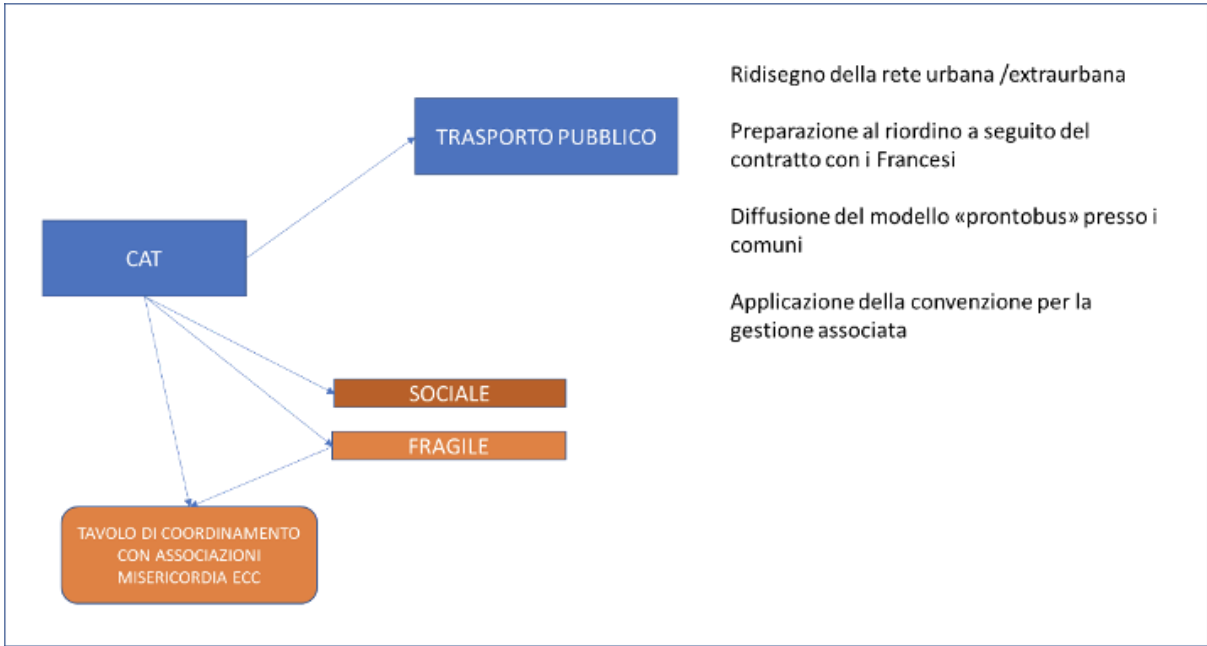 TRASPORTO PUBBLICO
CAT
SOCIALE
FRAGILE
TAVOLO DI COORDINAMENTO
CON ASSOCIAZIONI
MISERICORDIA ECC
Ridisegno della rete urbana /extraurbana
Preparazione al riordino a seguito del
contratto con i Francesi
Diffusione del modello «prontobus» presso i
comuni
Applicazione della convenzione per la
gestione associata